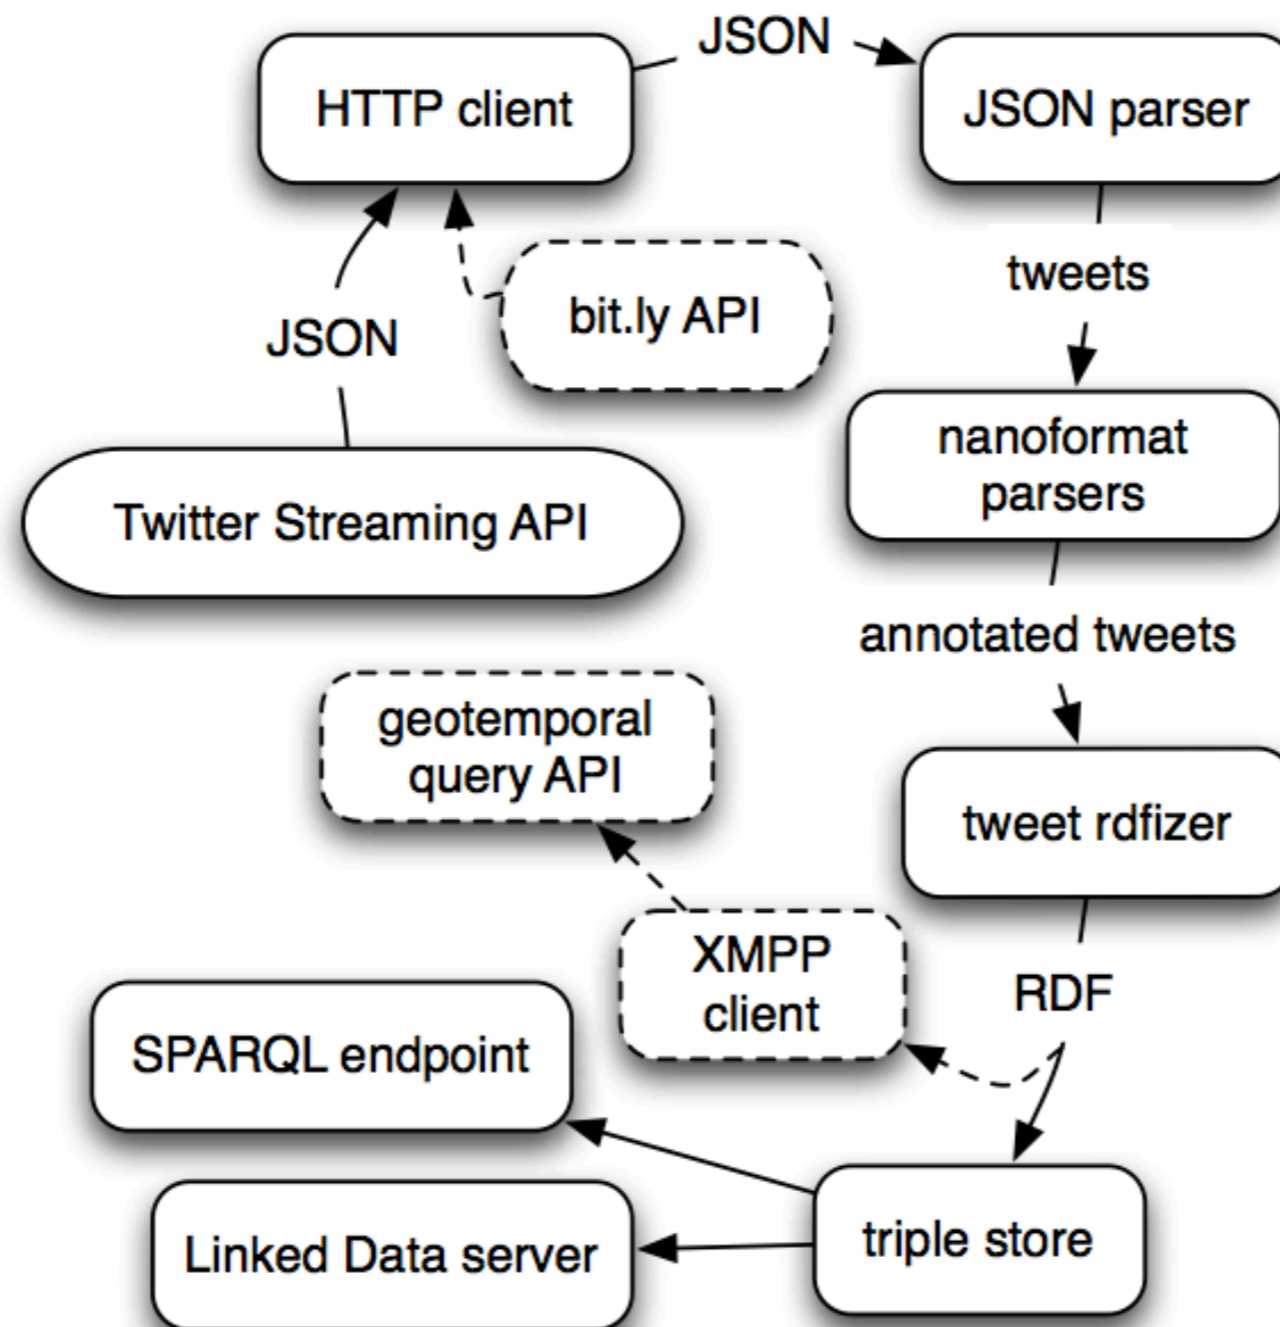 JSON
HTTP client
JSON parser
tweets
bit.ly API
JSON
nanoformat
parsers
Twitter Streaming API
annotated tweets
geotemporal
query API
tweet rdfizer
XMPP
client
RDF
SPARQL endpoint
triple store
Linked Data server